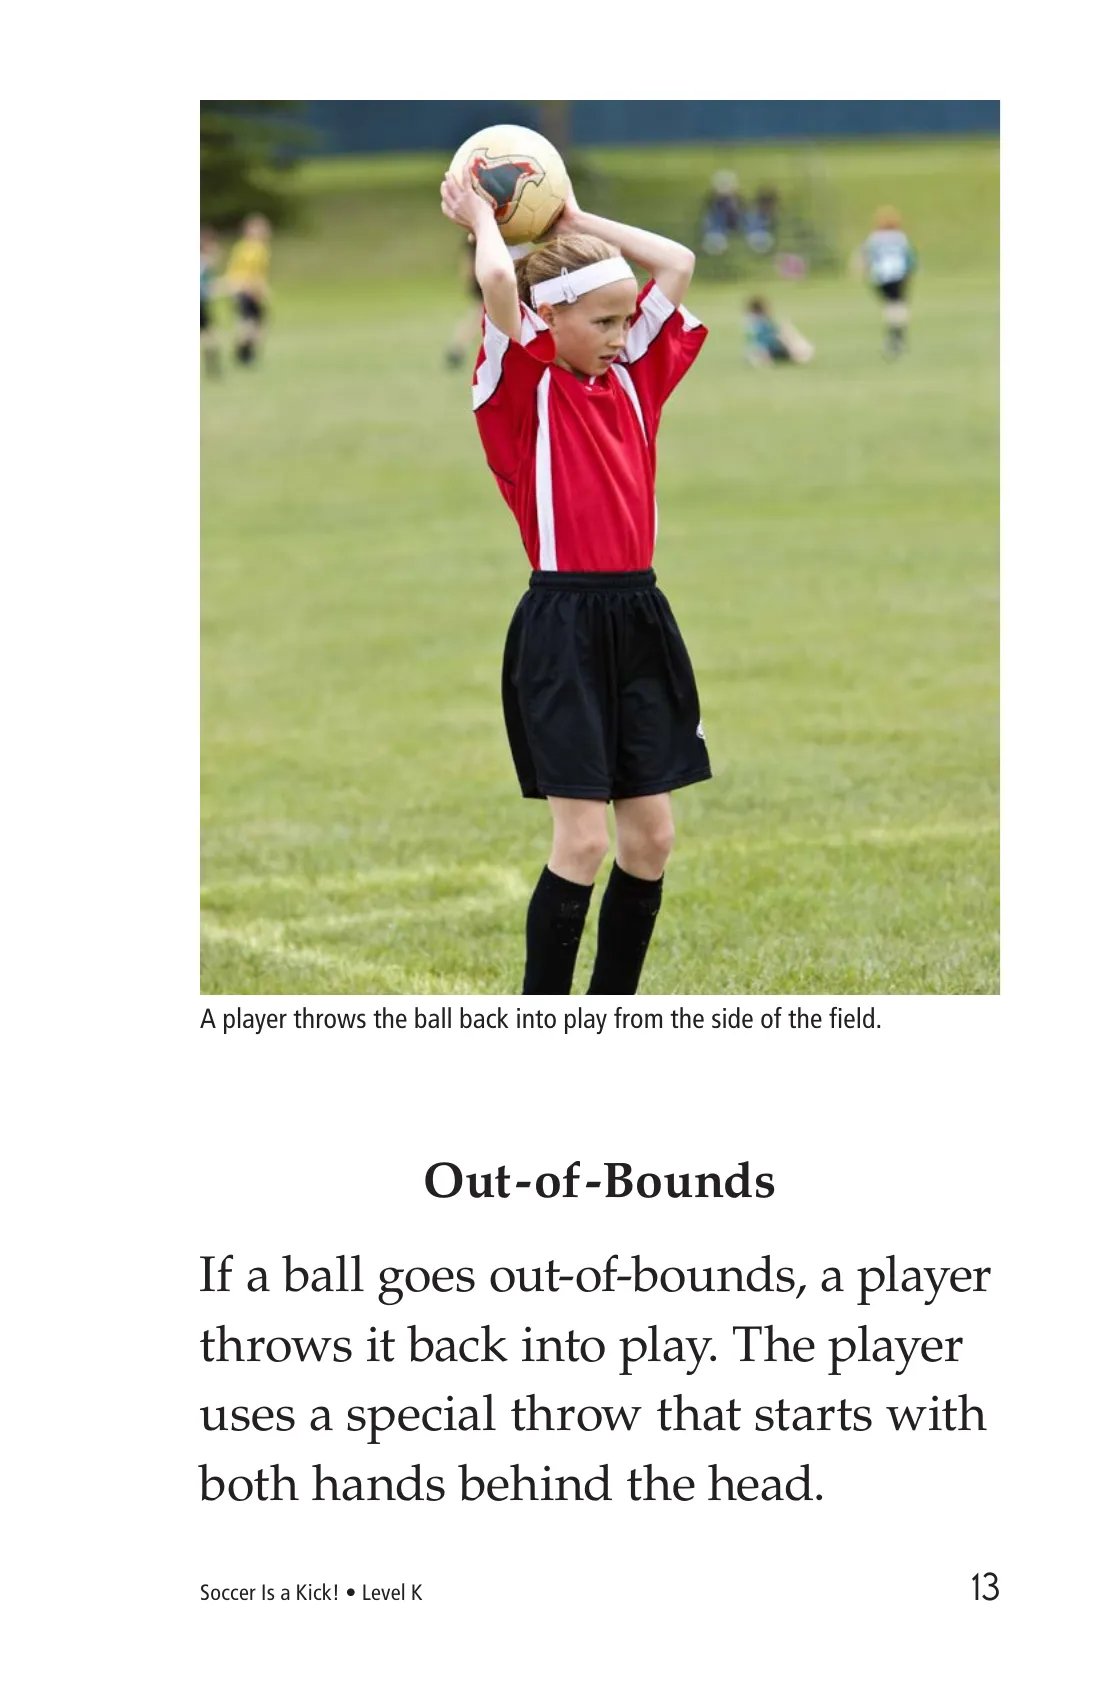 A player throws the ball back into play from the side of the field.
Out-of-Bounds
If a ball goes out-of-bounds, a player
throws it back into play. The player
uses a special throw that starts with
both hands behind the head.
Soccer Is a Kick! • Level K 13